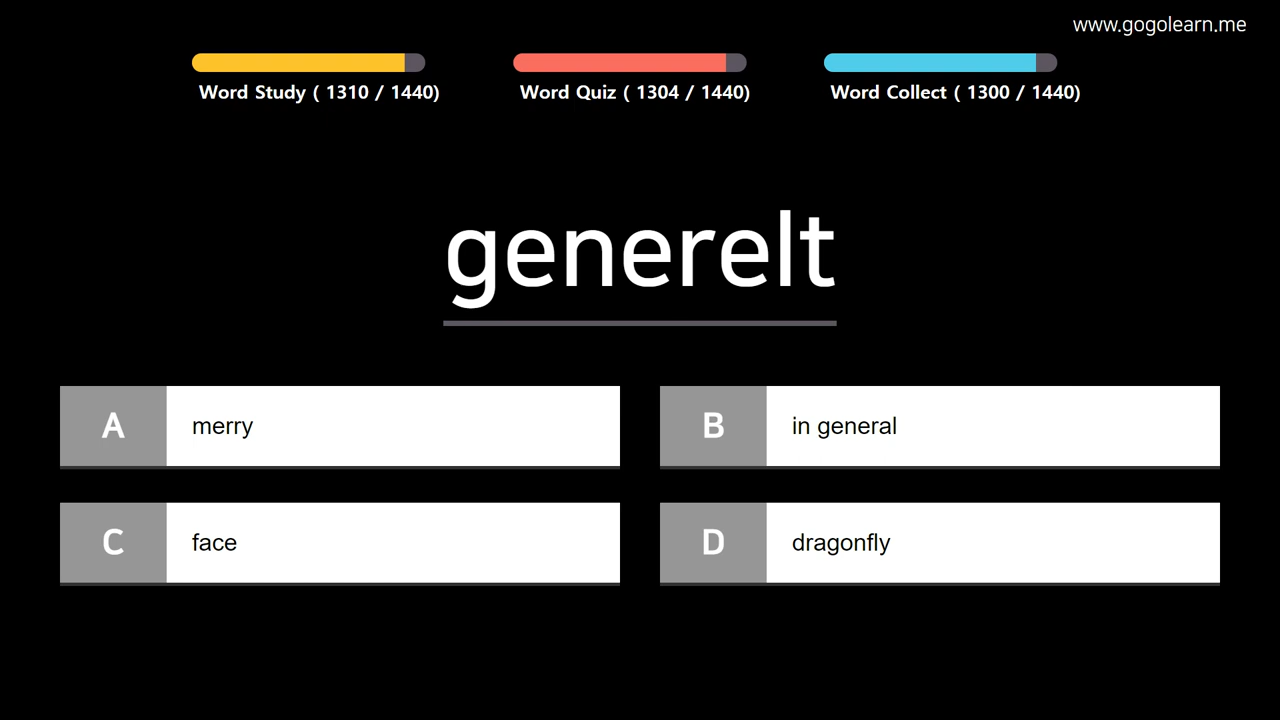 www.gogolearn.me
Word Study ( 1310 / 1440)
Word Quiz ( 1304 / 1440)
Word Collect ( 1300 / 1440)
generelt
A merry
B in general
C face
D dragonfly